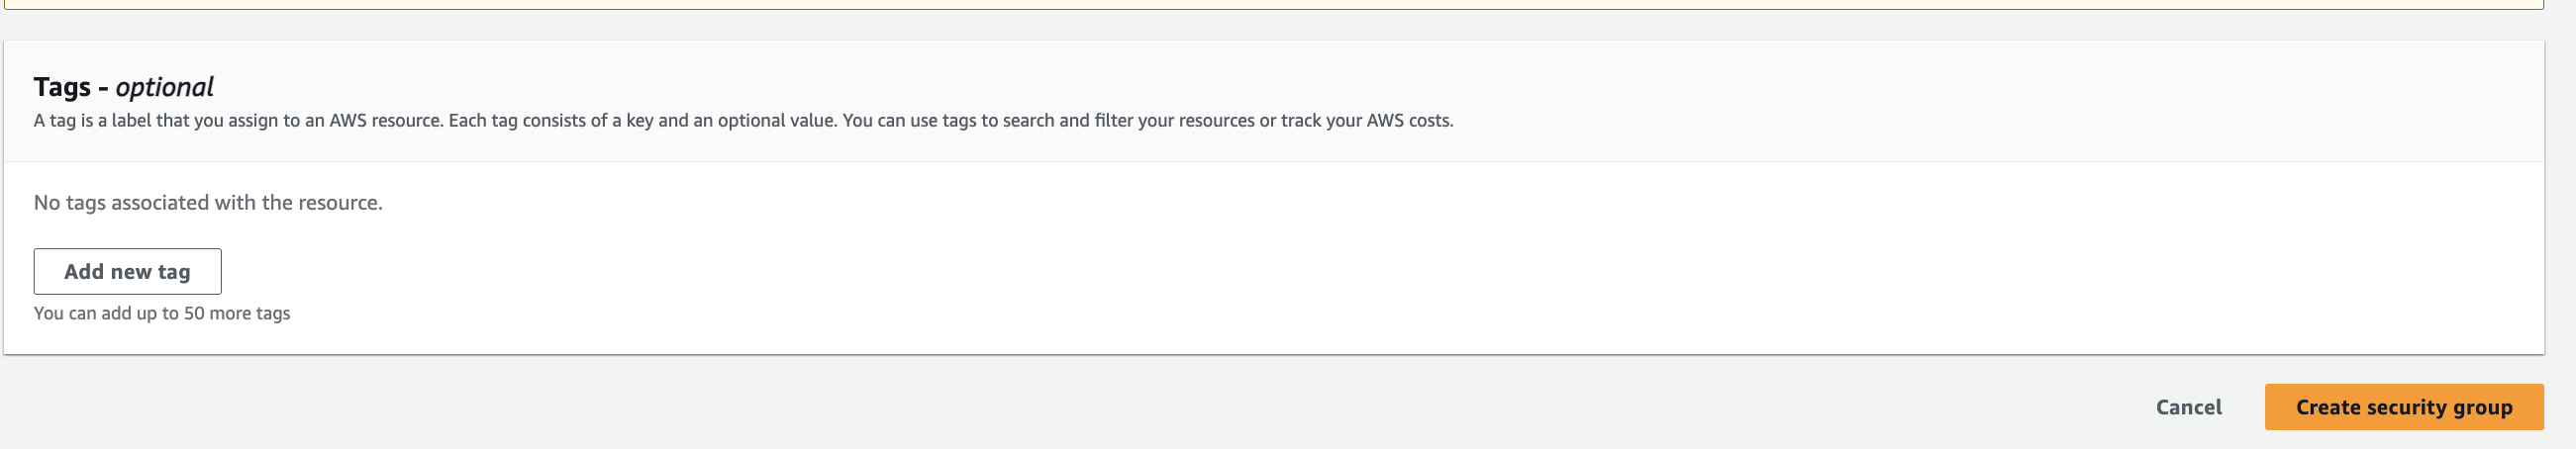 Tags - optional
A tag is a label that you assign to an AWS resource. Each tag consists of a key and an optional value. You can use tags to search and filter your resources or track your AWS costs.
No tags associated with the resource.
Add new tag
You can add up to 50 more tags
Cancel
Create security group